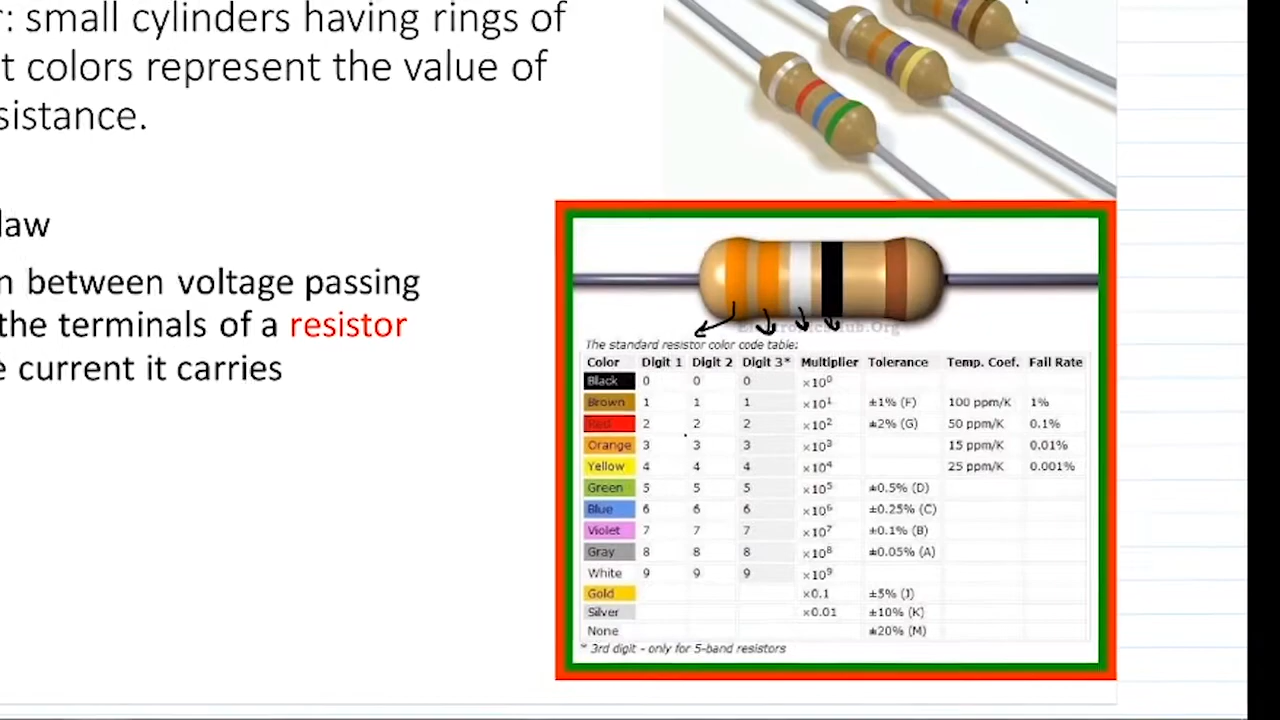 r: small cylinders having rings of
t colors represent the value of
sistance.
law
n between voltage passing
the terminals of a resistor
e current it carries
The standard resistor color code table:
Color Digit 1 Digit 2 Digit 3* Multiplier Tolerance Temp. Coef. Fail Rate
Black 0 0 0 ×10⁰
Brown 1 1 1 ×10¹ ±1% (F) 100 ppm/K 1%
Red 2 2 2 ×10² ±2% (G) 50 ppm/K 0.1%
Orange 3 3 3 ×10³ 15 ppm/K 0.01%
Yellow 4 4 4 ×10⁴ 25 ppm/K 0.001%
Green 5 5 5 ×10⁵ ±0.5% (D)
Blue 6 6 6 ×10⁶ ±0.25% (C)
Violet 7 7 7 ×10⁷ ±0.1% (B)
Gray 8 8 8 ×10⁸ ±0.05% (A)
White 9 9 9 ×10⁹
Gold ×0.1 ±5% (J)
Silver ×0.01 ±10% (K)
None ±20% (M)
* 3rd digit - only for 5-band resistors